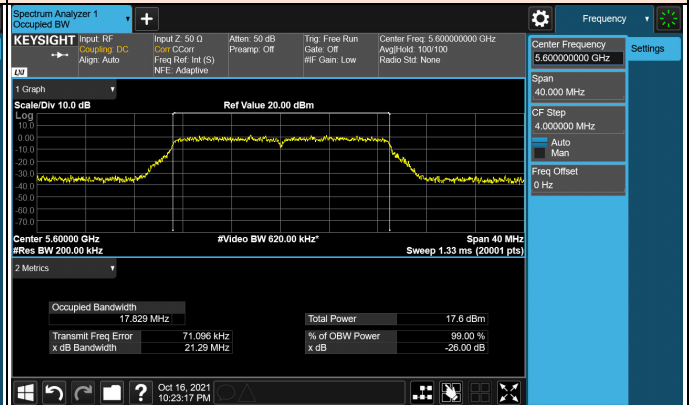 Spectrum Analyzer 1
Occupied BW
Frequency
KEYSIGHT
Input: RF
Coupling: DC
Align: Auto
Input Z: 50 Ω
Corr CCorr
Freq Ref: Int (S)
NFE: Adaptive
Atten: 50 dB
Preamp: Off
Trig: Free Run
Gate: Off
#IF Gain: Low
Center Freq: 5.600000000 GHz
Avg|Hold: 100/100
Radio Std: None
LXI
Center Frequency
5.600000000 GHz
Settings
Span
40.000 MHz
CF Step
4.000000 MHz
Auto
Man
Freq Offset
0 Hz
1 Graph
Scale/Div 10.0 dB
Ref Value 20.00 dBm
Log
10.0
0.00
-10.0
-20.0
-30.0
-40.0
-50.0
-60.0
-70.0
Center 5.60000 GHz
#Video BW 620.00 kHz*
Span 40 MHz
#Res BW 200.00 kHz
Sweep 1.33 ms (20001 pts)
2 Metrics
Occupied Bandwidth
17.829 MHz
Total Power 17.6 dBm
Transmit Freq Error 71.096 kHz
% of OBW Power 99.00 %
x dB Bandwidth 21.29 MHz
x dB -26.00 dB
Oct 16, 2021
10:23:17 PM